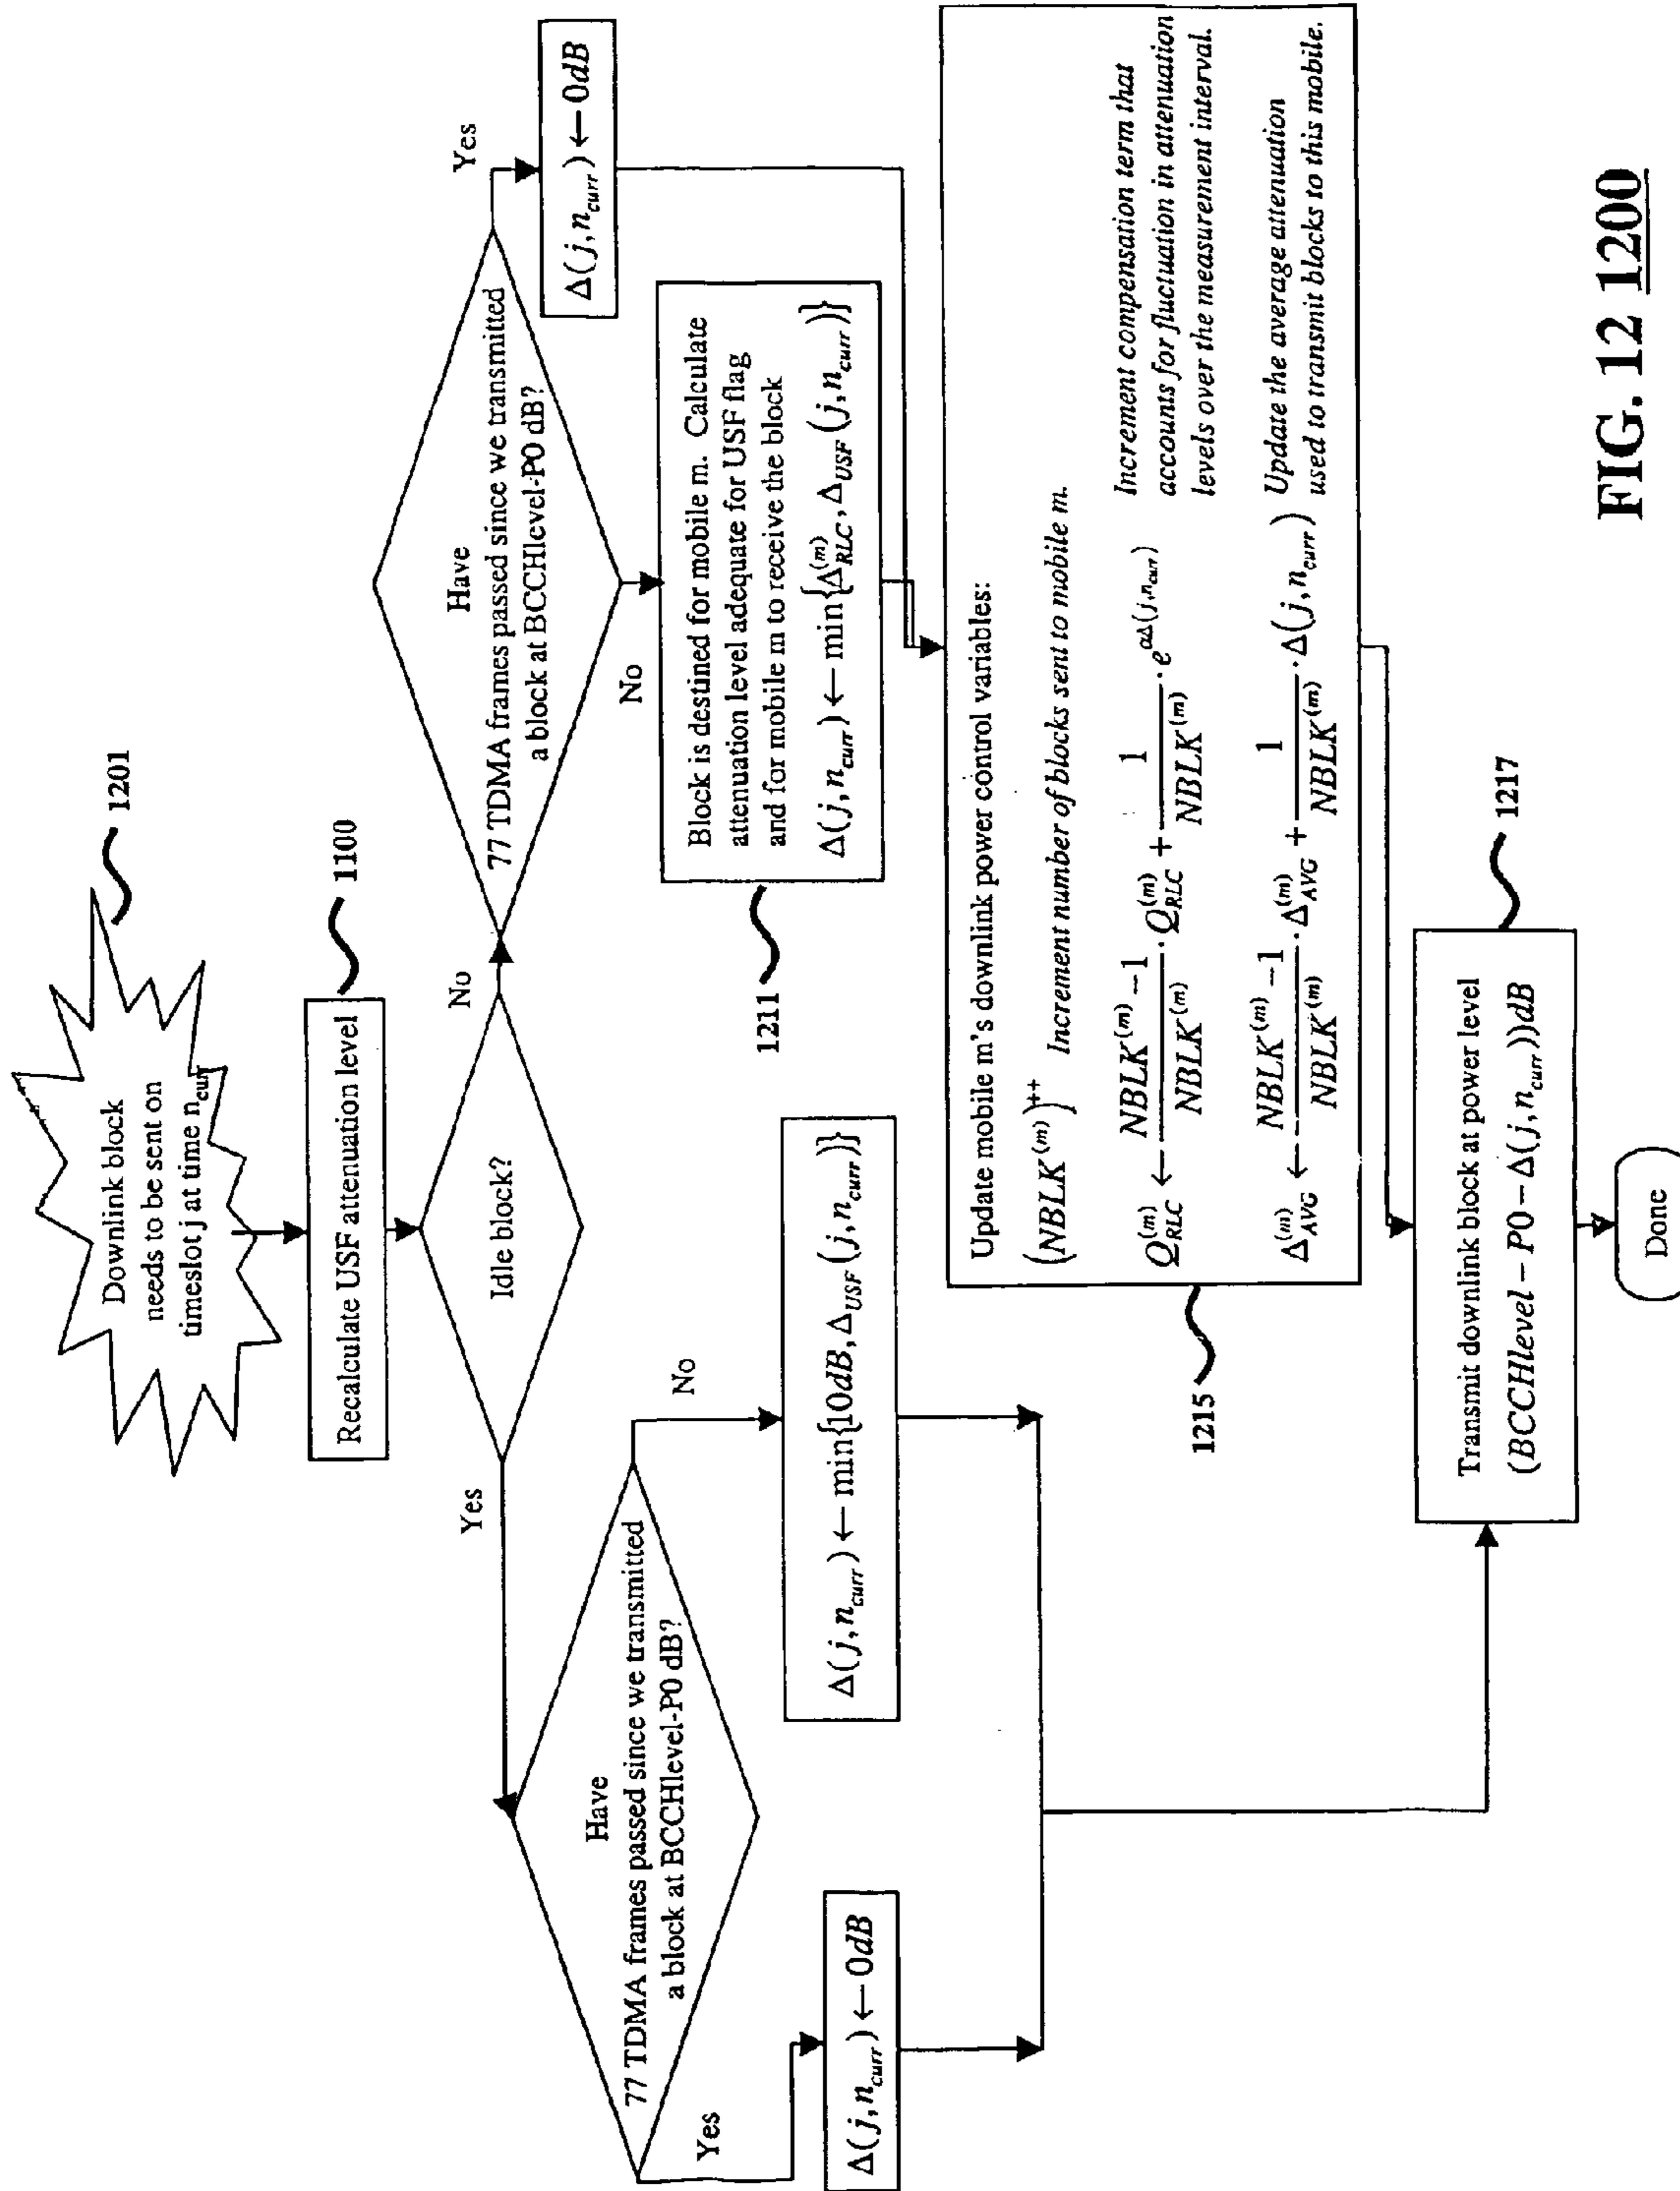 1201
Downlink block
needs to be sent on
timeslot j at time n_curr
1100
Recalculate USF attenuation level
Idle block?
Yes
No
Have
77 TDMA frames passed since we transmitted
a block at BCCHlevel-P0 dB?
Yes
No
Δ(j,n_curr) ← 0dB
Δ(j,n_curr) ← min{10dB, Δ_USF(j,n_curr)}
Have
77 TDMA frames passed since we transmitted
a block at BCCHlevel-P0 dB?
Yes
No
Δ(j,n_curr) ← 0dB
1211
Block is destined for mobile m. Calculate
attenuation level adequate for USF flag
and for mobile m to receive the block
Δ(j,n_curr) ← min{Δ_RLC^(m), Δ_USF(j,n_curr)}
1215
Update mobile m's downlink power control variables:
(NBLK^(m))++ Increment number of blocks sent to mobile m.
Q_RLC^(m) ← (NBLK^(m) − 1)/NBLK^(m) · Q_RLC^(m) + 1/NBLK^(m) · e^(αΔ(j,n_curr))
Increment compensation term that
accounts for fluctuation in attenuation
levels over the measurement interval.
Δ_AVG^(m) ← (NBLK^(m) − 1)/NBLK^(m) · Δ_AVG^(m) + 1/NBLK^(m) · Δ(j,n_curr)
Update the average attenuation
used to transmit blocks to this mobile.
1217
Transmit downlink block at power level
(BCCHlevel − P0 − Δ(j,n_curr))dB
Done
FIG. 12 1200